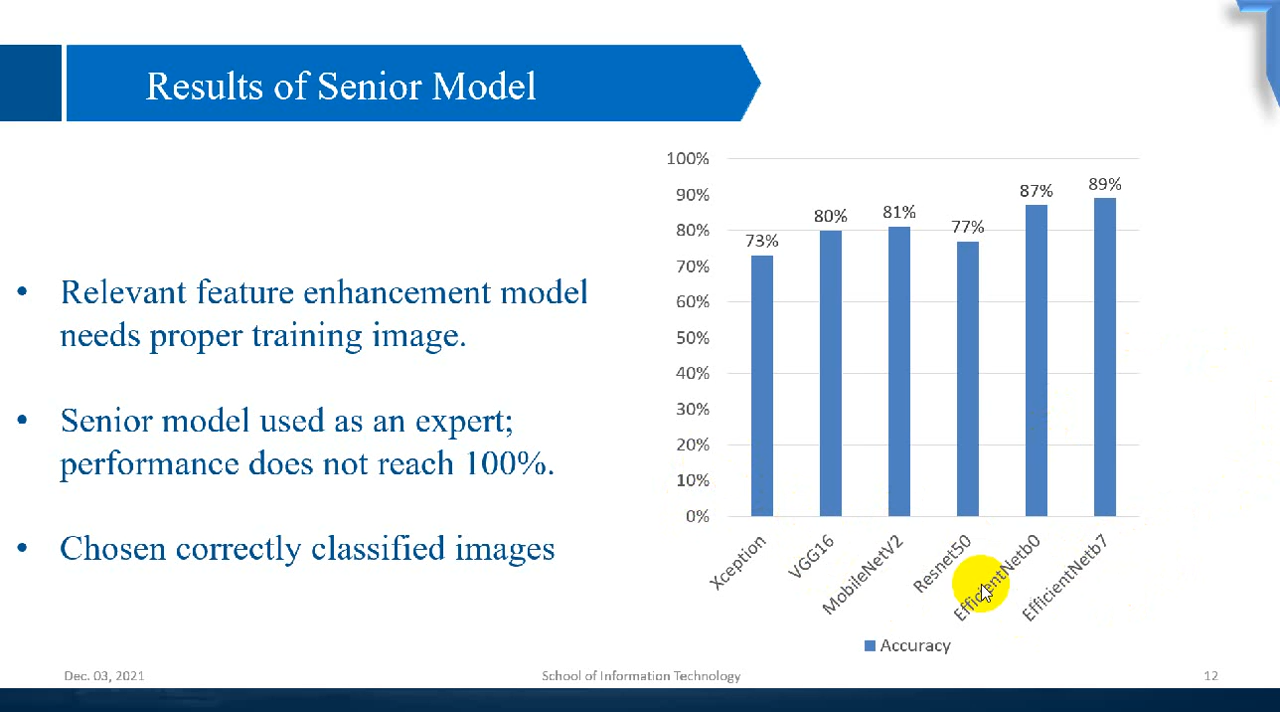 Results of Senior Model
• Relevant feature enhancement model
needs proper training image.
• Senior model used as an expert;
performance does not reach 100%.
• Chosen correctly classified images
100%
90%
80%
70%
60%
50%
40%
30%
20%
10%
0%
73%
80%
81%
77%
87%
89%
Xception
VGG16
MobileNetV2
Resnet50
EfficientNetb0
EfficientNetb7
Accuracy
Dec. 03, 2021
School of Information Technology
12